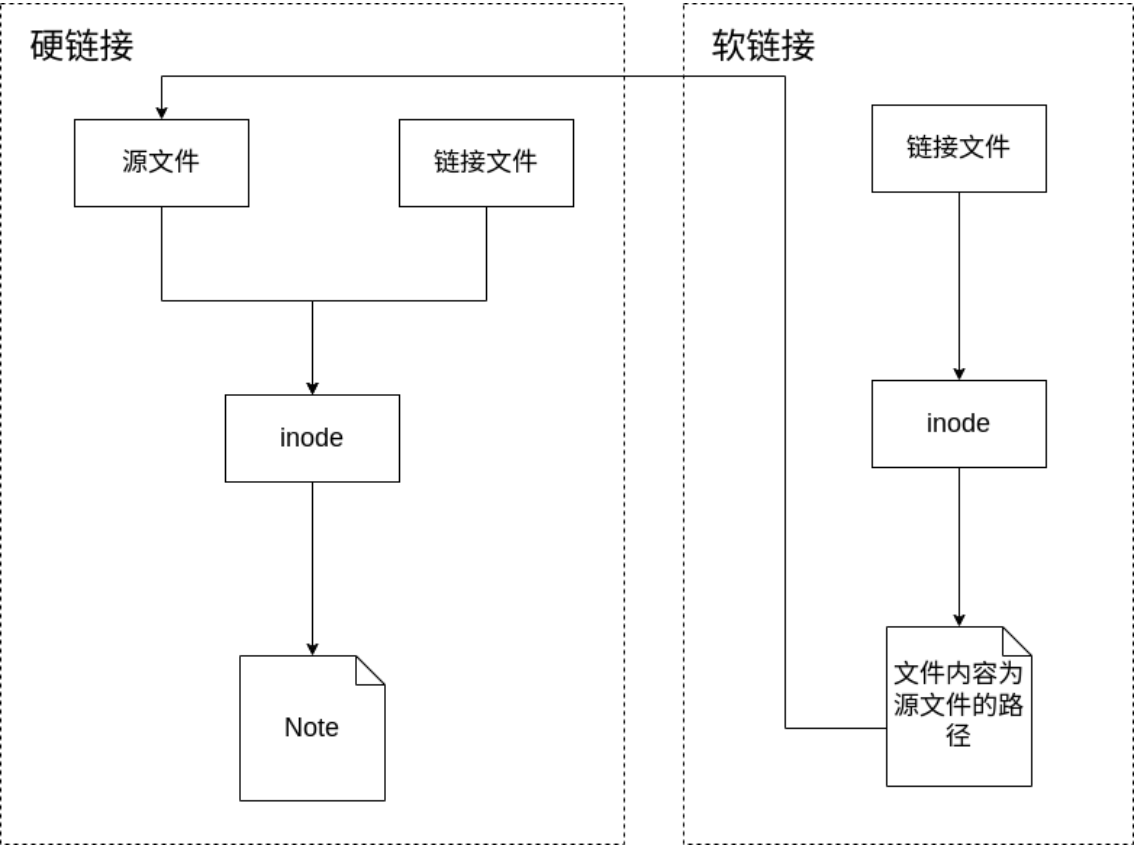 硬链接
软链接
源文件
链接文件
链接文件
inode
inode
Note
文件内容为
源文件的路
径